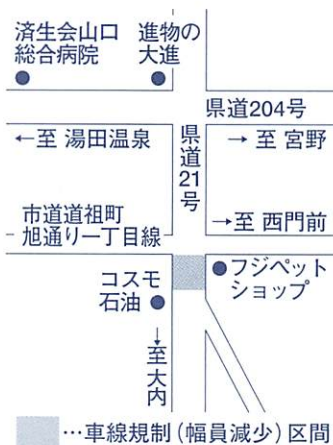 済生会山口
総合病院
進物の
大進
県道204号
←至 湯田温泉
県道21号
→至 宮野
市道道祖町
旭通り一丁目線
→至 西門前
コスモ
石油
フジペット
ショップ
↓至大内
…車線規制(幅員減少)区間